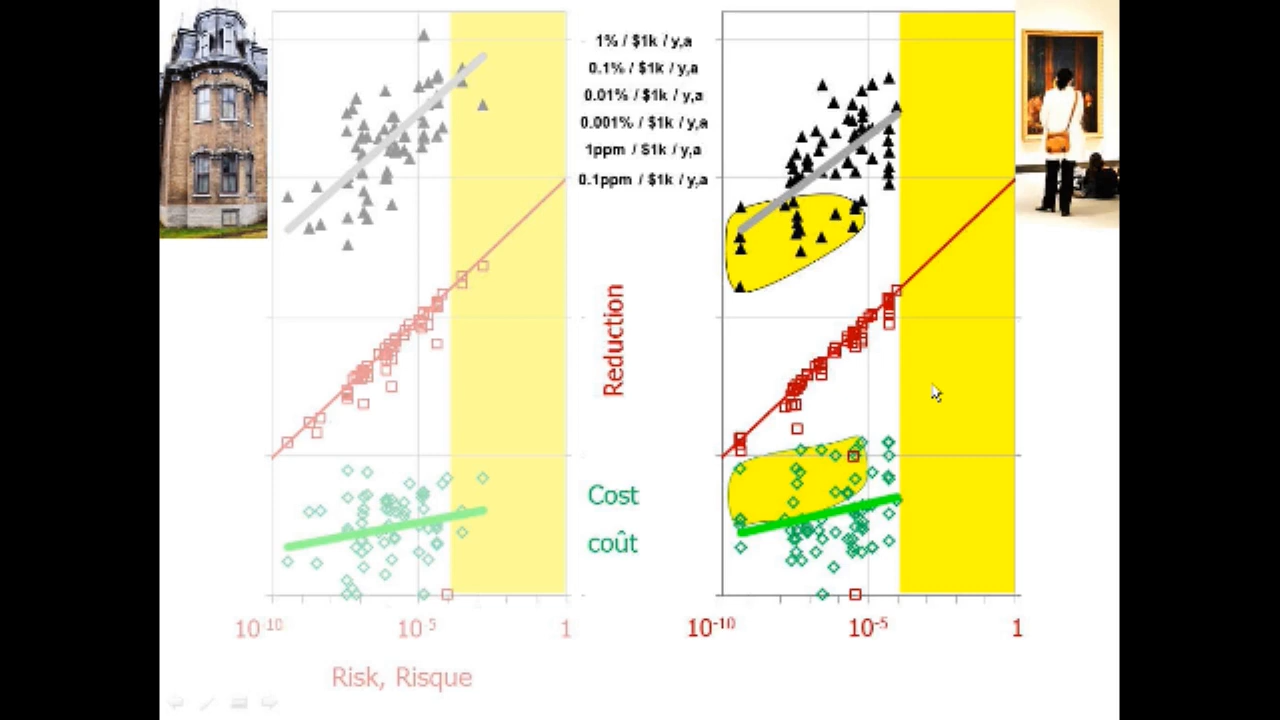 1% / $1k / y,a
0.1% / $1k / y,a
0.01% / $1k / y,a
0.001% / $1k / y,a
1ppm / $1k / y,a
0.1ppm / $1k / y,a
Reduction
Cost
coût
10⁻¹⁰ 10⁻⁵ 1
10⁻¹⁰ 10⁻⁵ 1
Risk, Risque